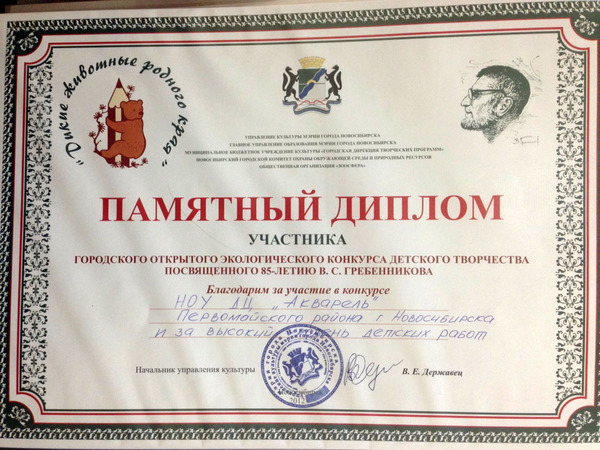 "Дикие животные родного края"
УПРАВЛЕНИЕ КУЛЬТУРЫ МЭРИИ ГОРОДА НОВОСИБИРСКА
ГЛАВНОЕ УПРАВЛЕНИЕ ОБРАЗОВАНИЯ МЭРИИ ГОРОДА НОВОСИБИРСКА
МУНИЦИПАЛЬНОЕ БЮДЖЕТНОЕ УЧРЕЖДЕНИЕ КУЛЬТУРЫ «ГОРОДСКАЯ ДИРЕКЦИЯ ТВОРЧЕСКИХ ПРОГРАММ»
НОВОСИБИРСКИЙ ГОРОДСКОЙ КОМИТЕТ ОХРАНЫ ОКРУЖАЮЩЕЙ СРЕДЫ И ПРИРОДНЫХ РЕСУРСОВ
ОБЩЕСТВЕННАЯ ОРГАНИЗАЦИЯ «ЗООСФЕРА»
ПАМЯТНЫЙ ДИПЛОМ
УЧАСТНИКА
ГОРОДСКОГО ОТКРЫТОГО ЭКОЛОГИЧЕСКОГО КОНКУРСА ДЕТСКОГО ТВОРЧЕСТВА
ПОСВЯЩЕННОГО 85-ЛЕТИЮ В. С. ГРЕБЕННИКОВА
Благодарим за участие в конкурсе
НОУ ДЦ „Акварель"
Первомайского района г. Новосибирска
и за высокий детских работ
Начальник управления культуры
В. Е. Державец